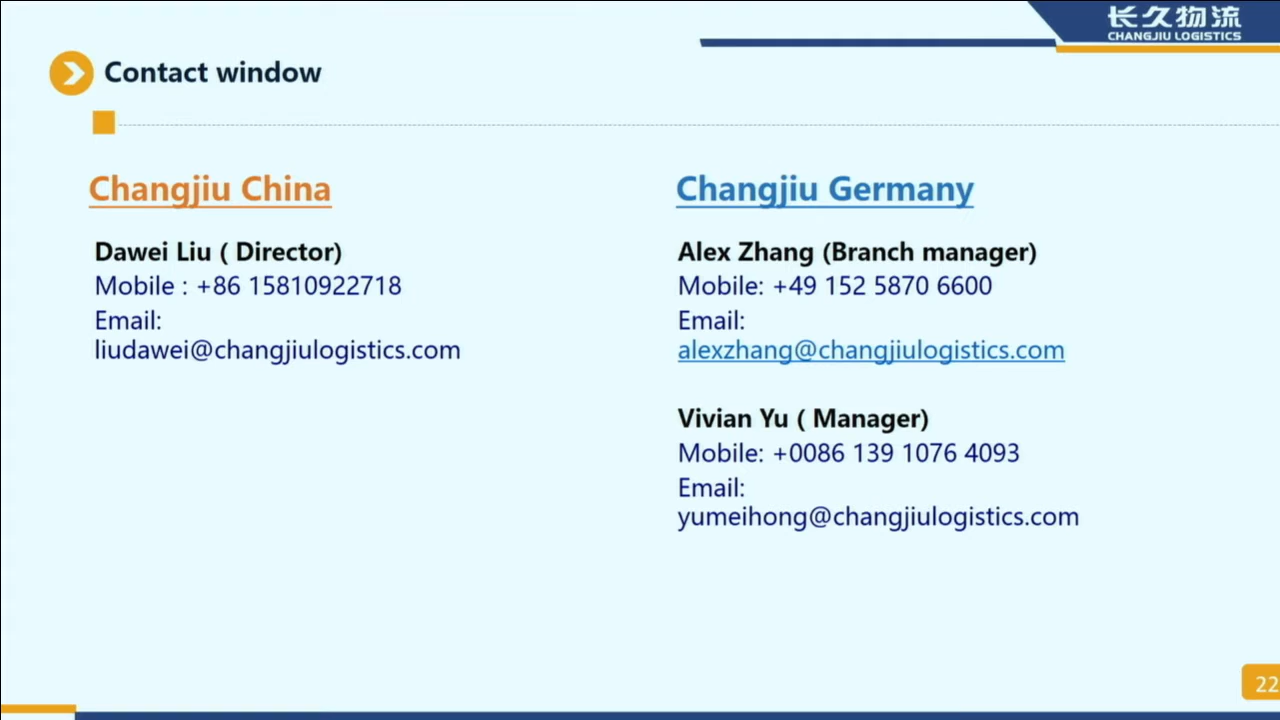 长久物流
CHANGJIU LOGISTICS
Contact window
Changjiu China
Dawei Liu ( Director)
Mobile : +86 15810922718
Email:
liudawei@changjiulogistics.com
Changjiu Germany
Alex Zhang (Branch manager)
Mobile: +49 152 5870 6600
Email:
alexzhang@changjiulogistics.com
Vivian Yu ( Manager)
Mobile: +0086 139 1076 4093
Email:
yumeihong@changjiulogistics.com
22